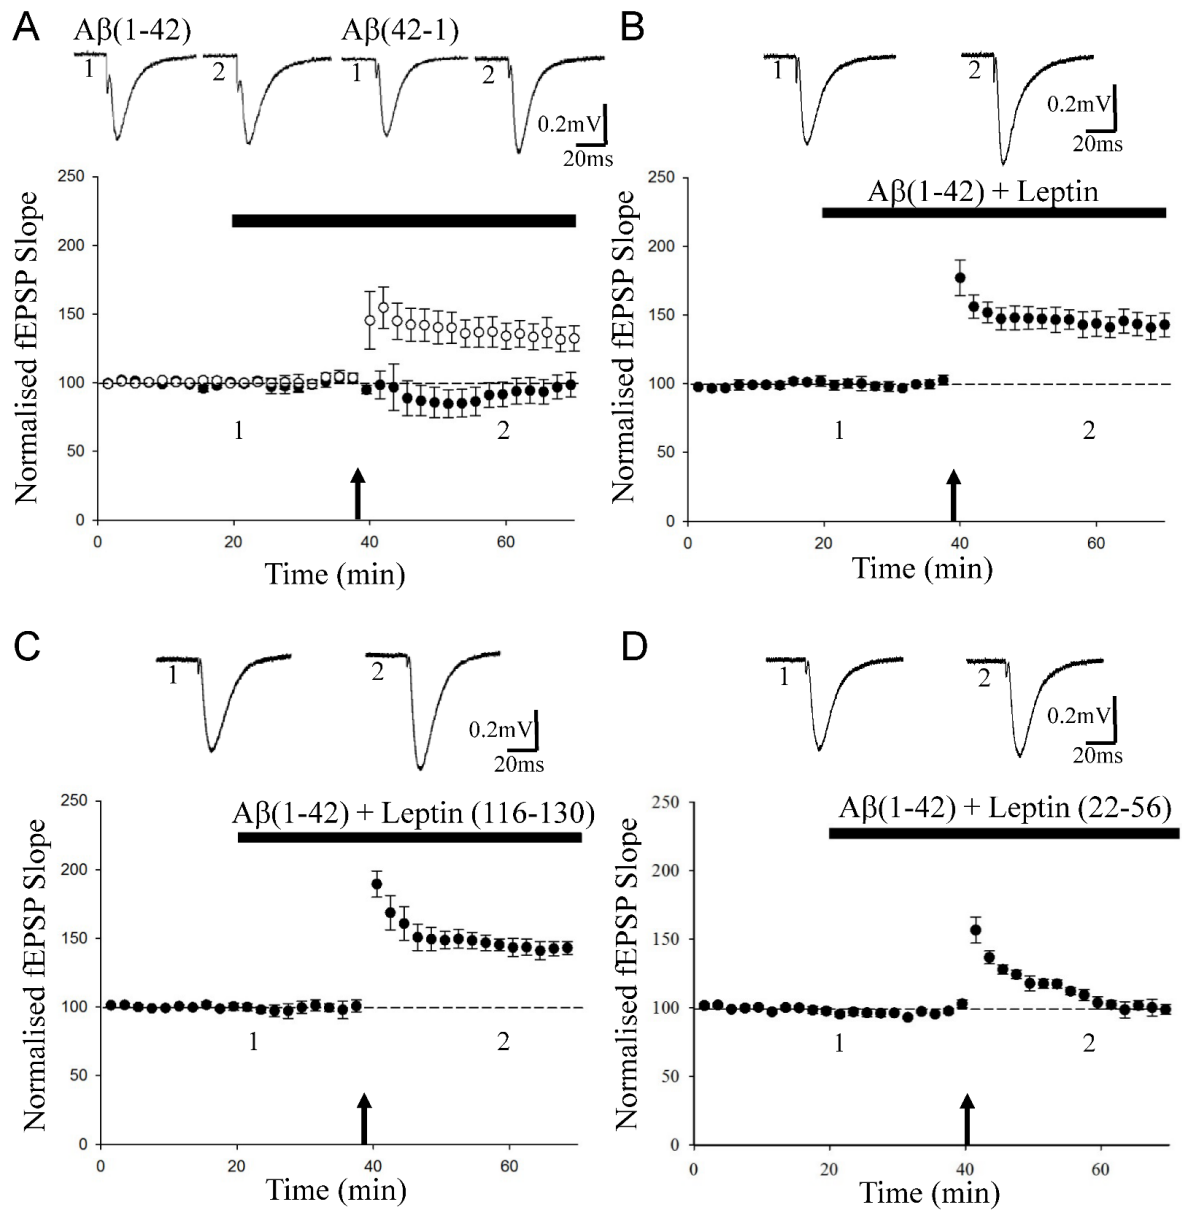 A
Aβ(1-42)
Aβ(42-1)
1
2
1
2
0.2mV
20ms
Normalised fEPSP Slope
250
200
150
100
50
0
1
2
0
20
40
60
Time (min)
B
1
2
0.2mV
20ms
Aβ(1-42) + Leptin
Normalised fEPSP Slope
250
200
150
100
50
0
1
2
0
20
40
60
Time (min)
C
1
2
0.2mV
20ms
Aβ(1-42) + Leptin (116-130)
Normalised fEPSP Slope
250
200
150
100
50
0
1
2
0
20
40
60
Time (min)
D
1
2
0.2mV
20ms
Aβ(1-42) + Leptin (22-56)
Normalised fEPSP Slope
250
200
150
100
50
0
1
2
0
20
40
60
Time (min)